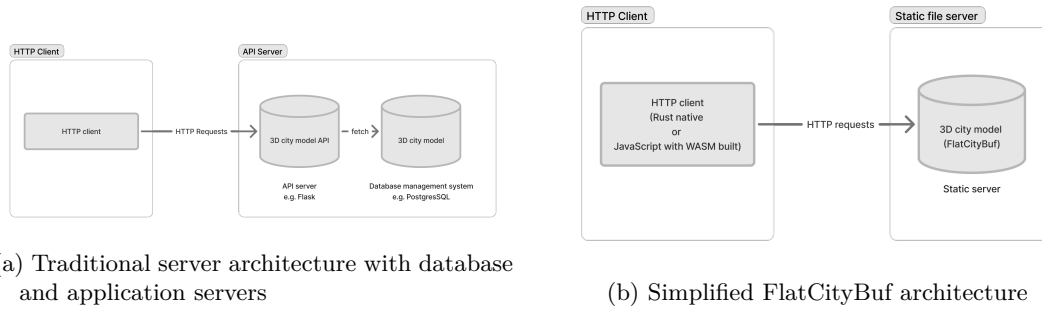 HTTP Client
API Server
HTTP client
HTTP Requests
3D city model API
fetch
3D city model
API server
e.g. Flask
Database management system
e.g. PostgresSQL
a) Traditional server architecture with database
and application servers
HTTP Client
Static file server
HTTP client
(Rust native
or
JavaScript with WASM built)
HTTP requests
3D city model
(FlatCityBuf)
Static server
(b) Simplified FlatCityBuf architecture